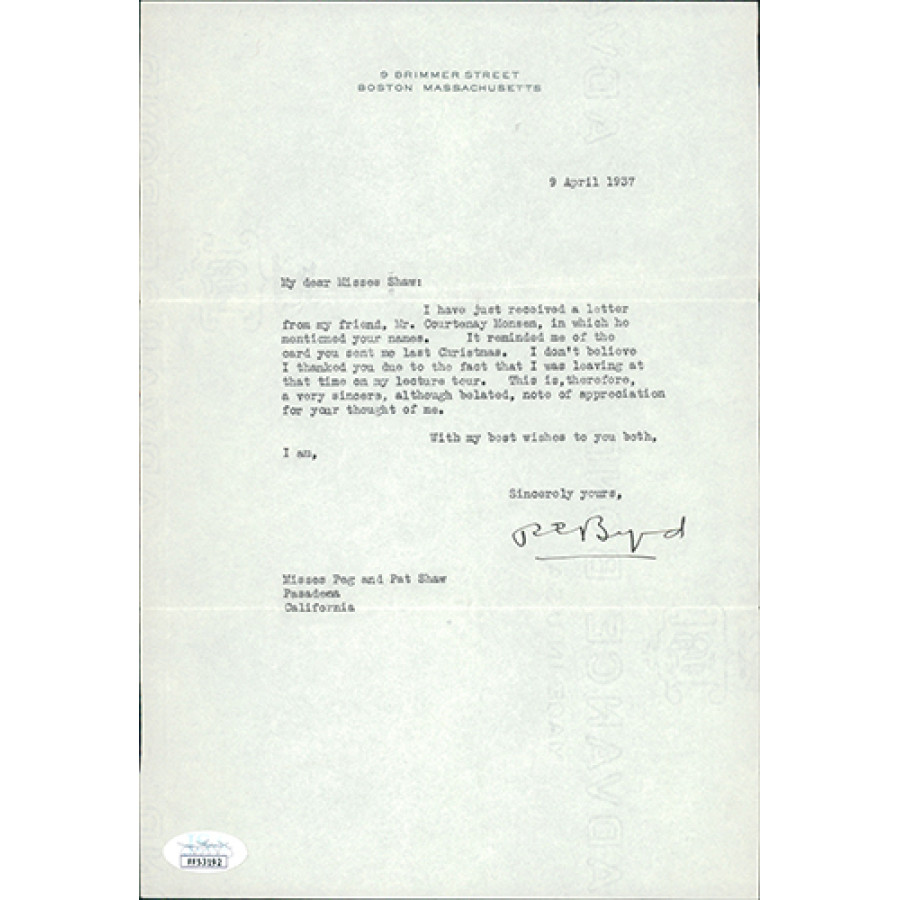 9 BRIMMER STREET
BOSTON MASSACHUSETTS
9 April 1937
My dear Misses Shaw:
I have just received a letter
from my friend, Mr. Courtenay Monsen, in which he
mentioned your names. It reminded me of the
card you sent me last Christmas. I don't believe
I thanked you due to the fact that I was leaving at
that time on my lecture tour. This is,therefore,
a very sincere, although belated, note of appreciation
for your thought of me.
With my best wishes to you both,
I am,
Sincerely yours,
R E Byrd
Misses Peg and Pat Shaw
Pasadena
California
PP53192